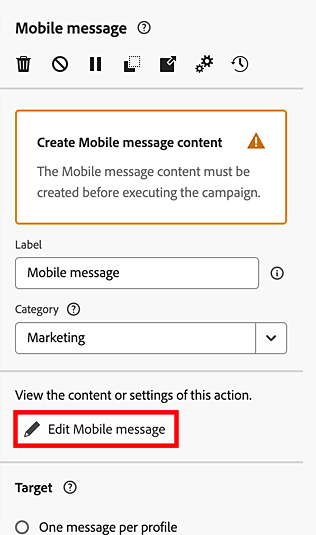 Mobile message
Create Mobile message content
The Mobile message content must be
created before executing the campaign.
Label
Mobile message
Category
Marketing
View the content or settings of this action.
Edit Mobile message
Target
One message per profile